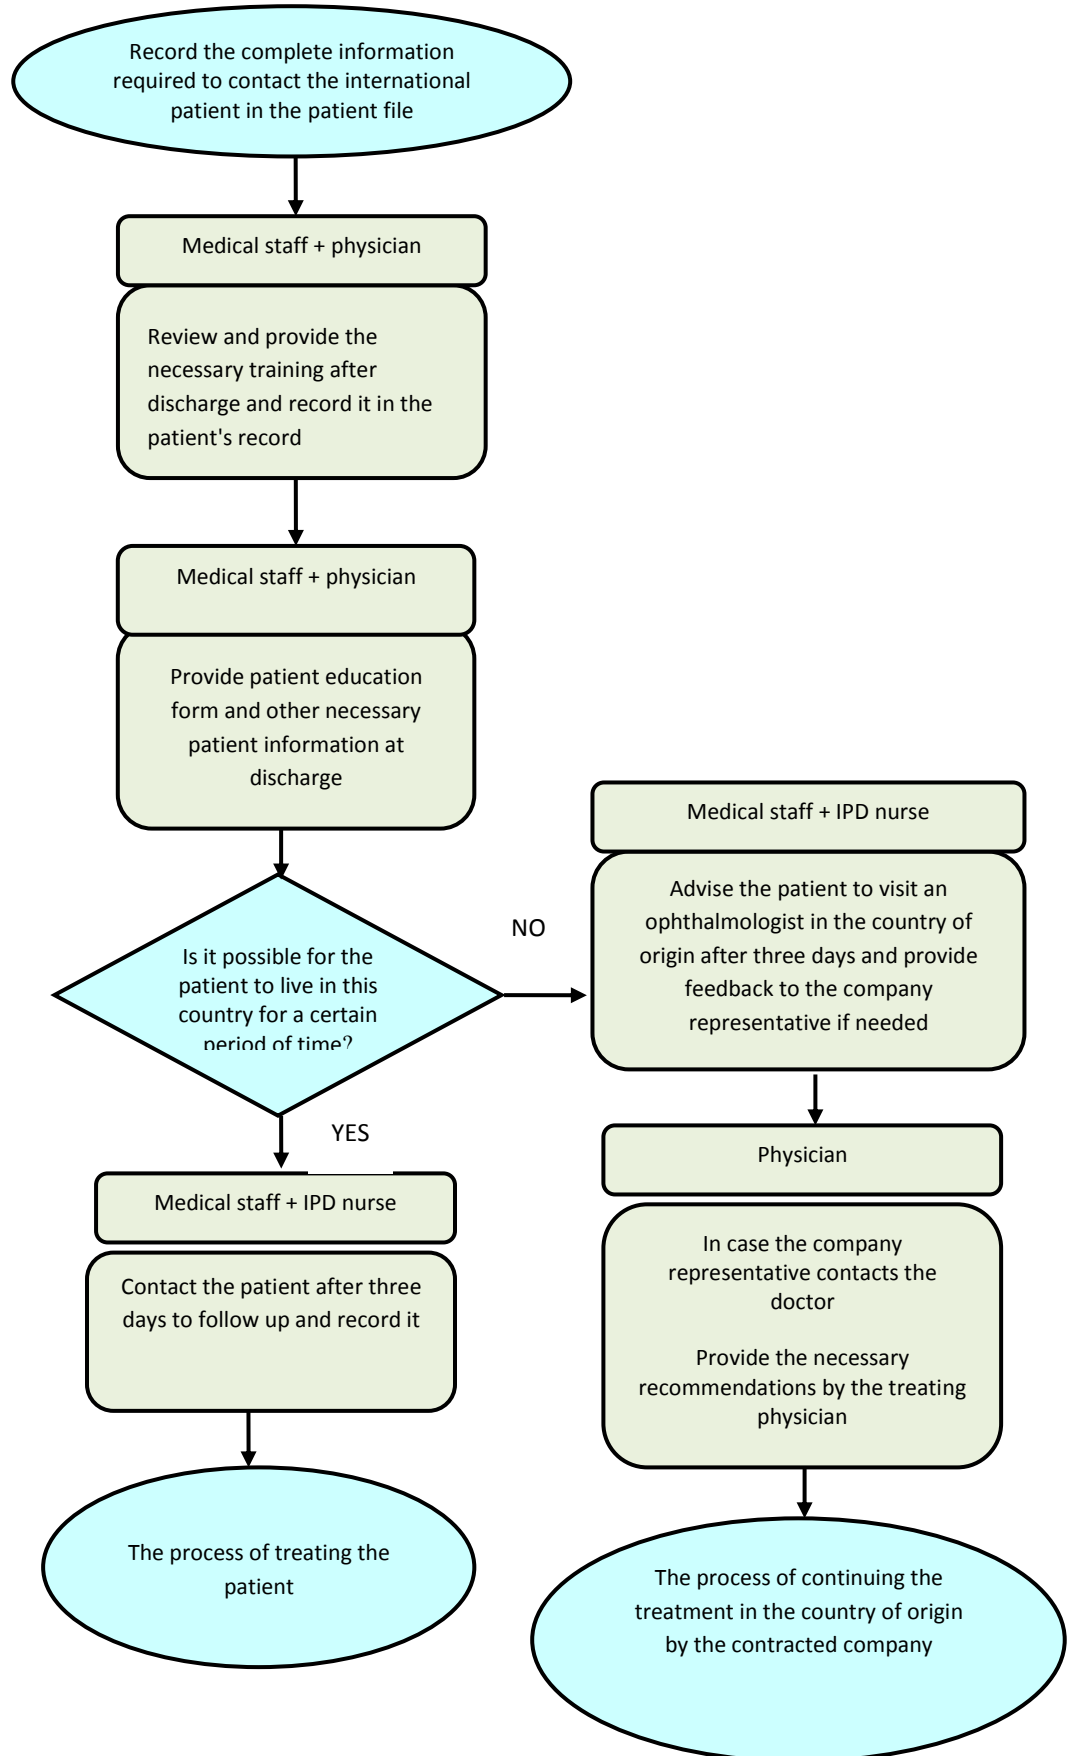 Record the complete information
required to contact the international
patient in the patient file
Medical staff + physician
Review and provide the
necessary training after
discharge and record it in the
patient's record
Medical staff + physician
Provide patient education
form and other necessary
patient information at
discharge
Is it possible for the
patient to live in this
country for a certain
period of time?
NO
Medical staff + IPD nurse
Advise the patient to visit an
ophthalmologist in the country of
origin after three days and provide
feedback to the company
representative if needed
Physician
In case the company
representative contacts the
doctor
Provide the necessary
recommendations by the treating
physician
The process of continuing the
treatment in the country of origin
by the contracted company
YES
Medical staff + IPD nurse
Contact the patient after three
days to follow up and record it
The process of treating the
patient